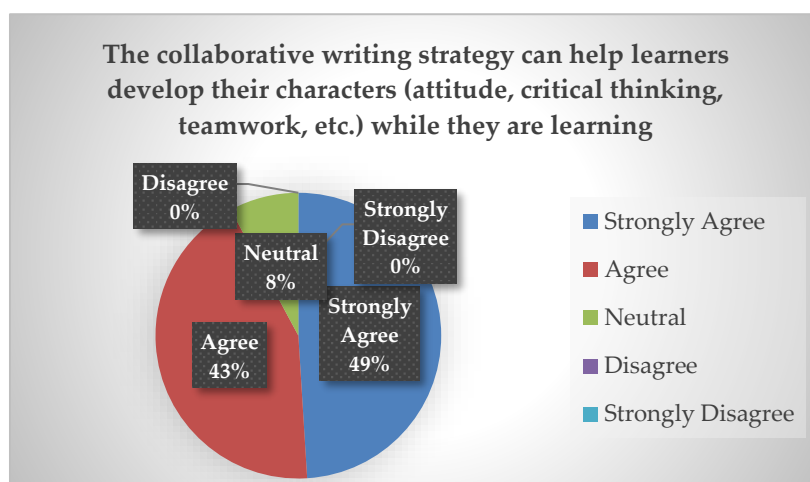 The collaborative writing strategy can help learners
develop their characters (attitude, critical thinking,
teamwork, etc.) while they are learning
Disagree
0%
Strongly
Disagree
0%
Neutral
8%
Strongly
Agree
49%
Agree
43%
Strongly Agree
Agree
Neutral
Disagree
Strongly Disagree